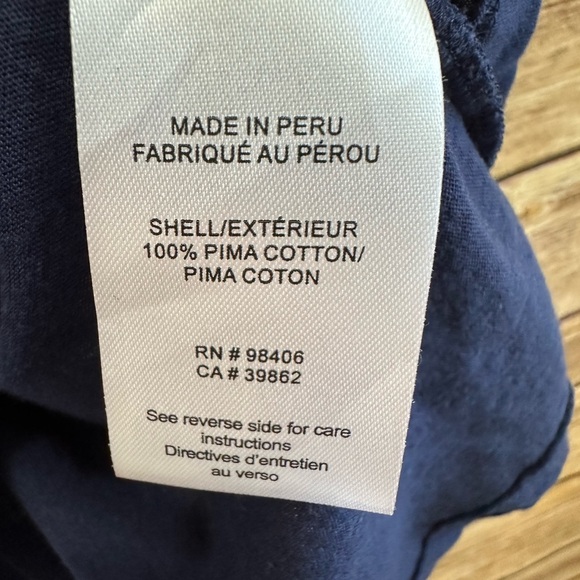 MADE IN PERU
FABRIQUÉ AU PÉROU
SHELL/EXTÉRIEUR
100% PIMA COTTON/
PIMA COTON
RN # 98406
CA # 39862
See reverse side for care
instructions
Directives d'entretien
au verso